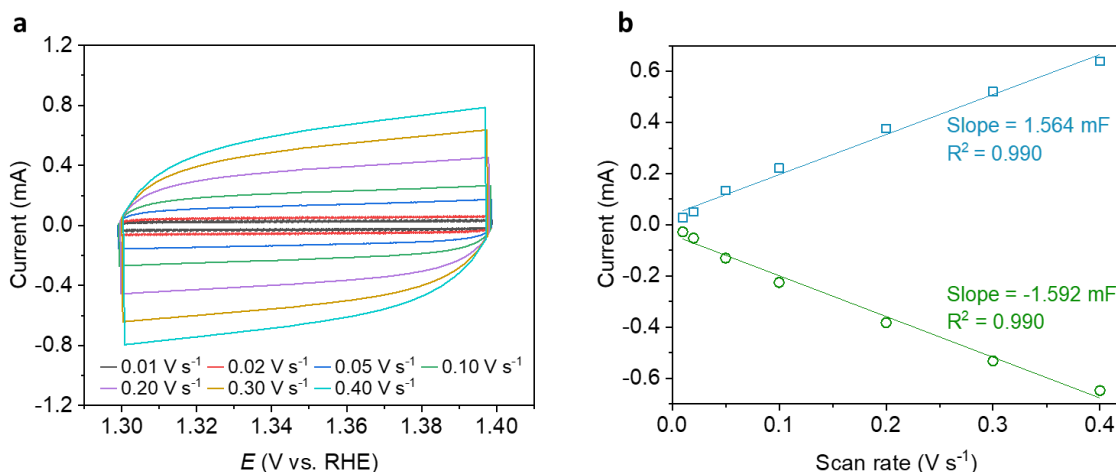 a
1.2
0.8
0.4
0.0
-0.4
-0.8
-1.2
Current (mA)
0.01 V s⁻¹ 0.02 V s⁻¹ 0.05 V s⁻¹ 0.10 V s⁻¹
0.20 V s⁻¹ 0.30 V s⁻¹ 0.40 V s⁻¹
1.30 1.32 1.34 1.36 1.38 1.40
E (V vs. RHE)
b
0.6
0.4
0.2
0.0
-0.2
-0.4
-0.6
Current (mA)
Slope = 1.564 mF
R² = 0.990
Slope = -1.592 mF
R² = 0.990
0.0 0.1 0.2 0.3 0.4
Scan rate (V s⁻¹)